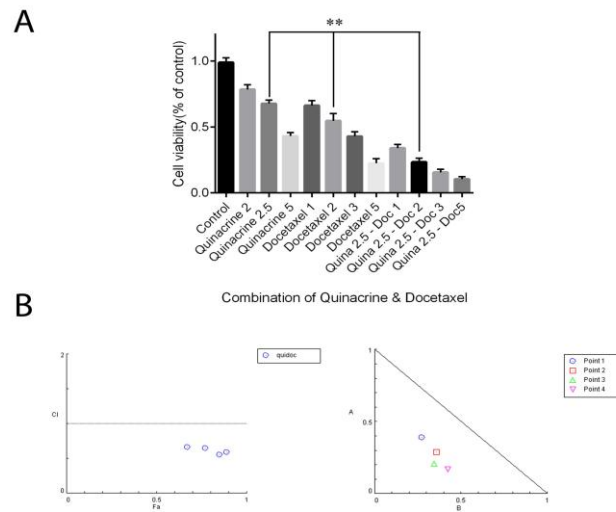 A
**
Cell viability(% of control)
1.0
0.5
0.0
Control
Quinacrine 2
Quinacrine 2.5
Quinacrine 5
Docetaxel 1
Docetaxel 2
Docetaxel 3
Docetaxel 5
Quina 2.5 - Doc 1
Quina 2.5 - Doc 2
Quina 2.5 - Doc 3
Quina 2.5 - Doc5
Combination of Quinacrine & Docetaxel
B
2
CI
0
0
0.5
1
Fa
quidoc
1
A
0.5
0
0
0.5
1
B
Point 1
Point 2
Point 3
Point 4